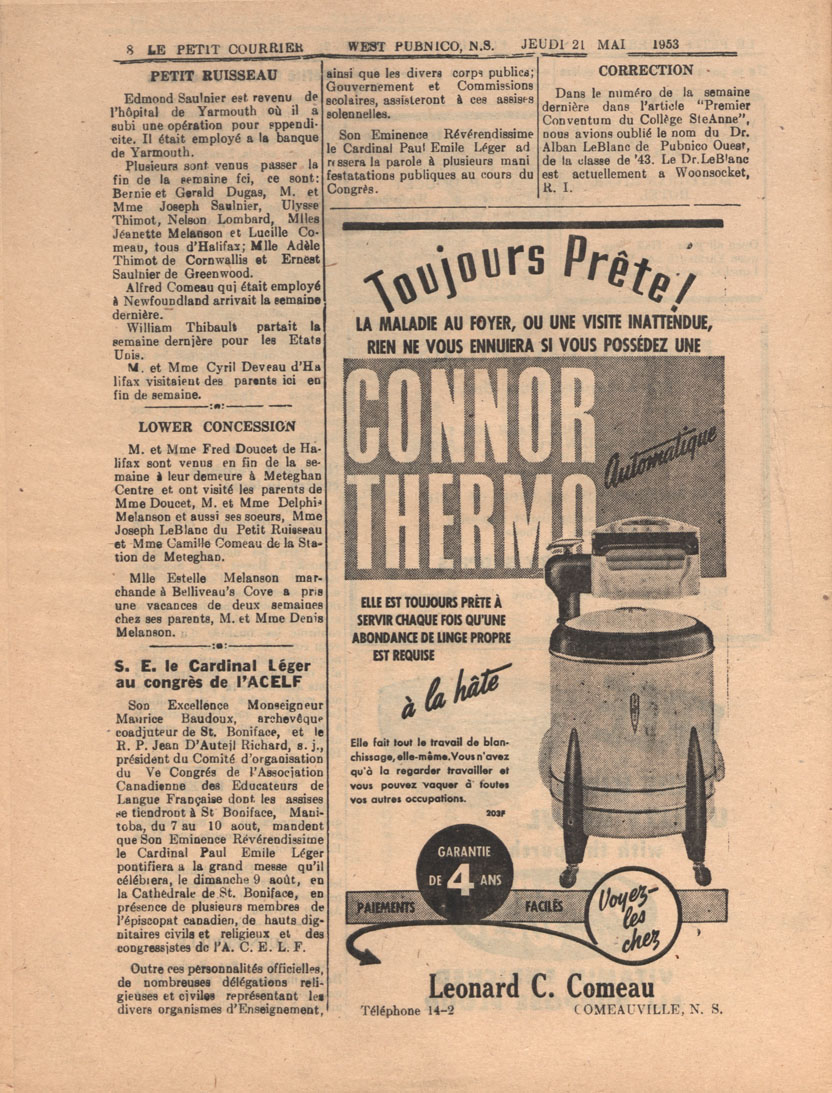 8 LE PETIT COURRIER WEST PUBNICO, N.S. JEUDI 21 MAI 1953
PETIT RUISSEAU
Edmond Saulnier est revenu de
l'hôpital de Yarmouth où il a
subi une opération pour sppendi-
cite. Il était employé a la banque
de Yarmouth.
Plusieurs sont venus passer la
fin de la semaine fci, ce sont:
Bernie et Gerald Dugas, M. et
Mme Joseph Saulnier, Ulysse
Thimot, Nelson Lombard, Mlles
Jeanette Melanson et Lucille Co-
meau, tous d'Halifax; Mlle Adèle
Thimot de Cornwallis et Ernest
Saulnier de Greenwood.
Alfred Comeau qui était employé
à Newfoundland arrivait la semaine
dernière.
William Thibault partait la
semaine dernjère pour les Etats
Unis.
M. et Mme Cyril Deveau d'Ha
lifax visitaient des parents ici en
fin de semaine.
LOWER CONCESSION
M. et Mme Fred Doucet de Ha-
lifax sont venus en fin de la se-
maine à leur demeure à Meteghan
Centre et ont visité les parents de
Mme Doucet, M. et Mme Delphis
Melanson et aussi ses soeurs, Mme
Joseph LeBlanc du Petit Ruisseau
et Mme Camille Comeau de la Sta-
tion de Meteghan.
Mlle Estelle Melanson mar-
chande à Belliveau's Cove a pris
une vacances de deux semaines
chez ses parents, M. et Mme Denis
Melanson.
S. E. le Cardinal Léger
au congrès de l'ACELF
Son Excellence Monseigneur
Maurice Baudoux, archevêque
coadjuteur de St. Boniface, et le
R. P. Jean D'Autejl Richard, s. j.,
président du Comité d'organisation
du Ve Congrés de l'Association
Canadienne des Educateurs de
Langue Française dont les assises
se tiendront à St Boniface, Mani-
toba, du 7 au 10 aout, mandent
que Son Eminence Révérendissime
le Cardinal Paul Emile Léger
pontifiera a la grand messe qu'il
célébrera, le dimanche 9 août, en
la Cathédrale de St. Boniface, en
présence de plusieurs membres de
l'épiscopat canadien, de hauts dig-
nitaires civils et religieux et des
congressistes de l'A. C. E. L. F.
Outre ces personnalités officielles,
de nombreuses délégations reli-
gieuses et civiles représentant les
divers organismes d'Enseignement,
ainsi que les divers corps publics;
Gouvernement et Commissions
scolaires, assisteront à ces assises
solennelles.
Son Eminence Révérendissime
le Cardinal Paul Emile Léger ad
ressera la parole à plusieurs mani
festatations publiques au cours du
Congrès.
CORRECTION
Dans le numéro de la semaine
dernière dans l'article "Premier
Conventum du Collège SteAnne",
nous avions oublié le nom du Dr.
Alban LeBlanc de Pubnico Ouest,
de la classe de '43. Le Dr.LeBlanc
est actuellement a Woonsocket,
R. I.
Toujours Prête!
LA MALADIE AU FOYER, OU UNE VISITE INATTENDUE,
RIEN NE VOUS ENNUIERA SI VOUS POSSÉDEZ UNE
CONNOR
Automatique
THERMO
ELLE EST TOUJOURS PRÊTE À
SERVIR CHAQUE FOIS QU'UNE
ABONDANCE DE LINGE PROPRE
EST REQUISE
à la hâte
Elle fait tout le travail de blan-
chissage, elle-même. Vous n'avez
qu'à la regarder travailler et
vous pouvez vaquer à toutes
vos autres occupations.
203F
GARANTIE
DE 4 ANS
PAIEMENTS FACILES
Voyez-
les
chez
Leonard C. Comeau
Téléphone 14-2 COMEAUVILLE, N. S.